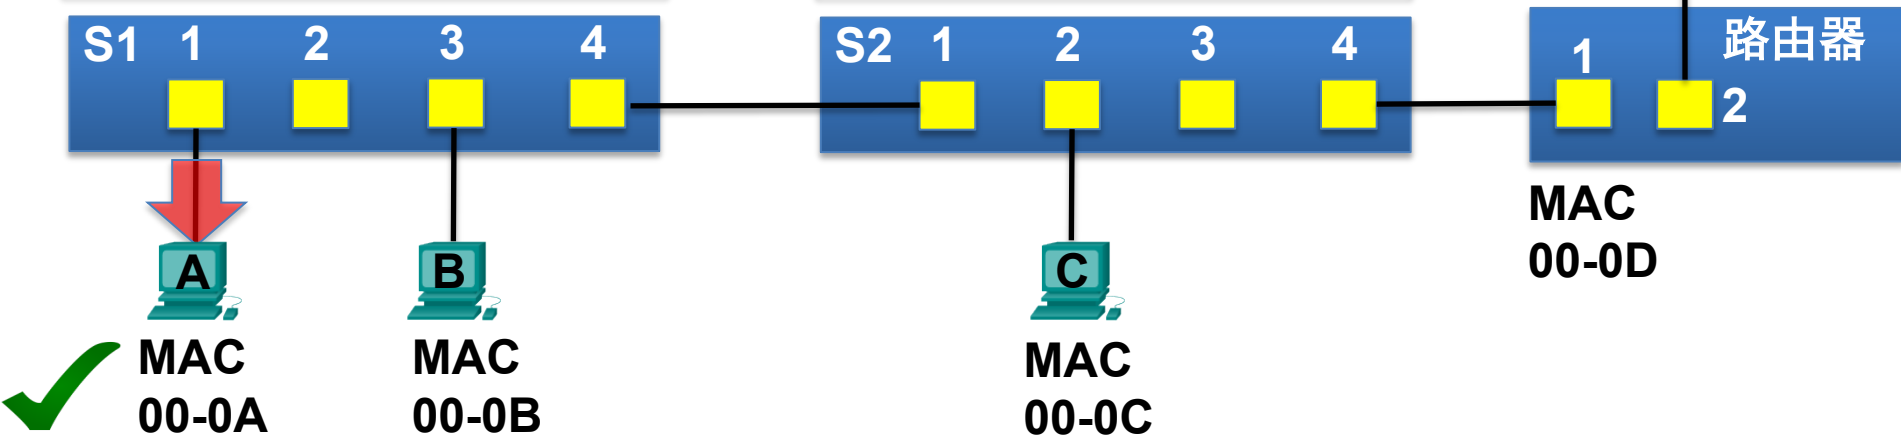 S1 1 2 3 4
S2 1 2 3 4
1 路由器
2
A
B
C
MAC
00-0A
MAC
00-0B
MAC
00-0C
MAC
00-0D